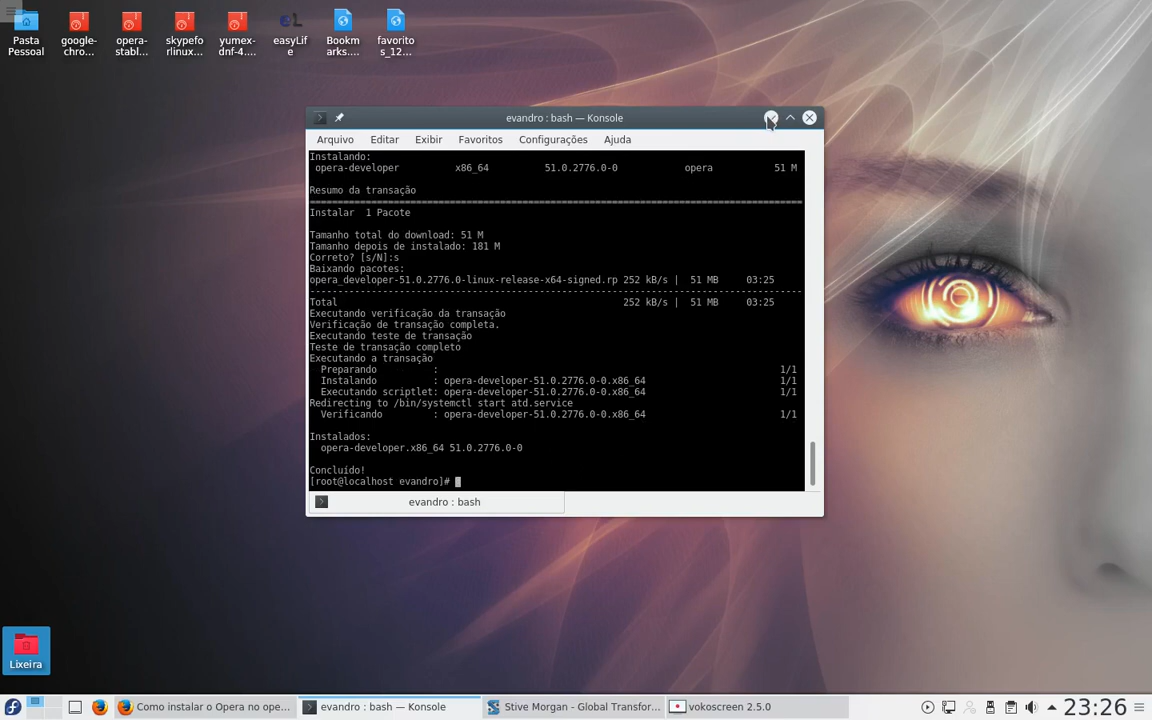 Pasta
Pessoal
google-
chro...
opera-
stabl...
skypefo
rlinux...
yumex-
dnf-4....
easyLif
e
Bookm
arks....
favorito
s_12...
evandro : bash — Konsole
Arquivo Editar Exibir Favoritos Configurações Ajuda
Instalando:
opera-developer x86_64 51.0.2776.0-0 opera 51 M
Resumo da transação
================================================================================
Instalar 1 Pacote
Tamanho total do download: 51 M
Tamanho depois de instalado: 181 M
Correto? [s/N]:s
Baixando pacotes:
opera_developer-51.0.2776.0-linux-release-x64-signed.rp 252 kB/s | 51 MB 03:25
--------------------------------------------------------------------------------
Total 252 kB/s | 51 MB 03:25
Executando verificação da transação
Verificação de transação completa.
Executando teste de transação
Teste de transação completo
Executando a transação
Preparando : 1/1
Instalando : opera-developer-51.0.2776.0-0.x86_64 1/1
Executando scriptlet: opera-developer-51.0.2776.0-0.x86_64 1/1
Redirecting to /bin/systemctl start atd.service
Verificando : opera-developer-51.0.2776.0-0.x86_64 1/1
Instalados:
opera-developer.x86_64 51.0.2776.0-0
Concluído!
[root@localhost evandro]#
evandro : bash
Lixeira
Como instalar o Opera no ope...
evandro : bash — Konsole
Stive Morgan - Global Transfor...
vokoscreen 2.5.0
23:26